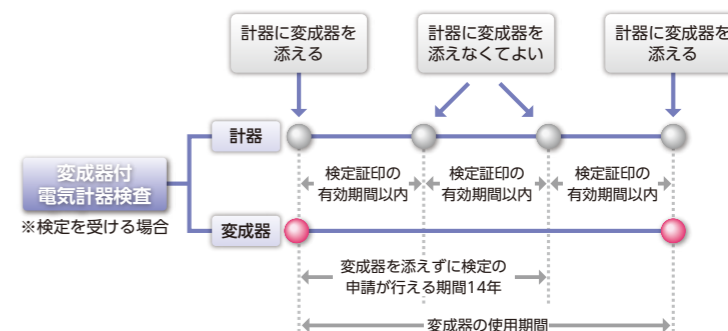 計器に変成器を
添える
計器に変成器を
添えなくてよい
計器に変成器を
添える
計器
変成器付
電気計器検査
※検定を受ける場合
検定証印の
有効期間以内
検定証印の
有効期間以内
検定証印の
有効期間以内
変成器
変成器を添えずに検定の
申請が行える期間14年
変成器の使用期間